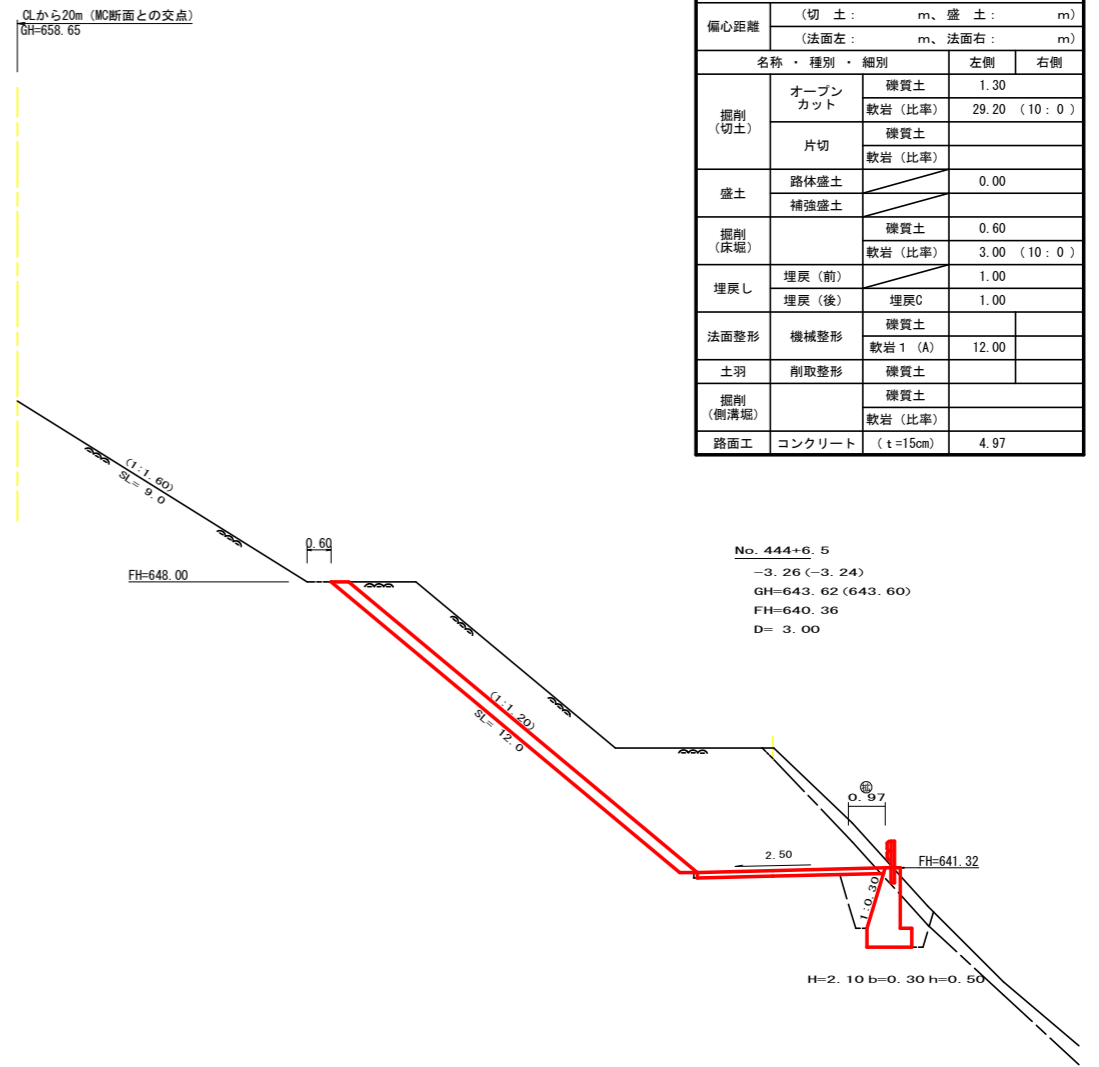 CLから20m (MC断面との交点)
GH=658.65
偏心距離 (切 土: m、盛 土: m)
(法面左: m、法面右: m)
名称 ・ 種別 ・ 細別 左側 右側
掘削(切土) オープンカット 礫質土 1.30
軟岩(比率) 29.20 (10:0)
片切 礫質土
軟岩(比率)
盛土 路体盛土 0.00
補強盛土
掘削(床堀) 礫質土 0.60
軟岩(比率) 3.00 (10:0)
埋戻し 埋戻(前) 1.00
埋戻(後) 埋戻C 1.00
法面整形 機械整形 礫質土
軟岩1(A) 12.00
土羽 削取整形 礫質土
掘削(側溝堀) 礫質土
軟岩(比率)
路面工 コンクリート (t=15cm) 4.97
(1:1.60)
SL= 9.0
0.60
FH=648.00
No.444+6.5
-3.26(-3.24)
GH=643.62(643.60)
FH=640.36
D= 3.00
(1:1.20)
SL= 12.0
0.97
2.50
FH=641.32
1:0.30
H=2.10 b=0.30 h=0.50